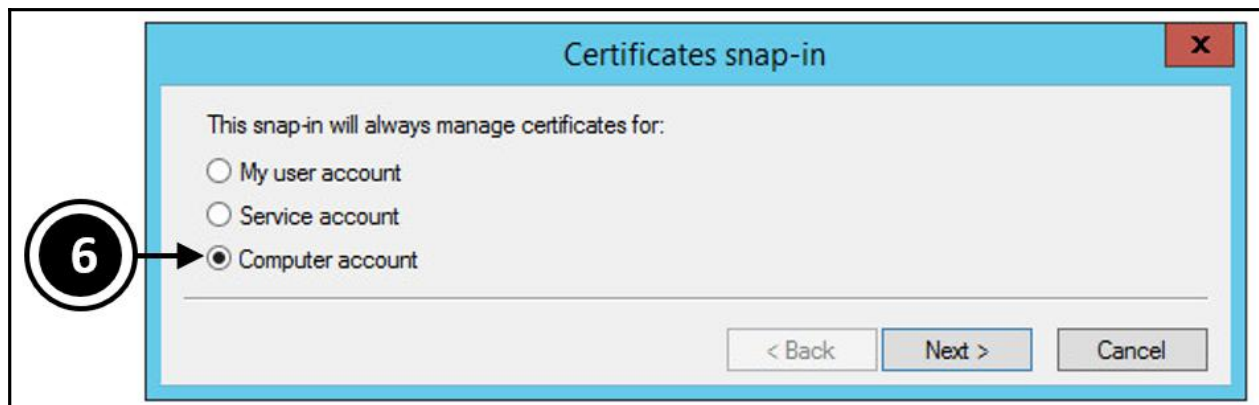 Certificates snap-in
x
This snap-in will always manage certificates for:
My user account
Service account
6
Computer account
< Back
Next >
Cancel